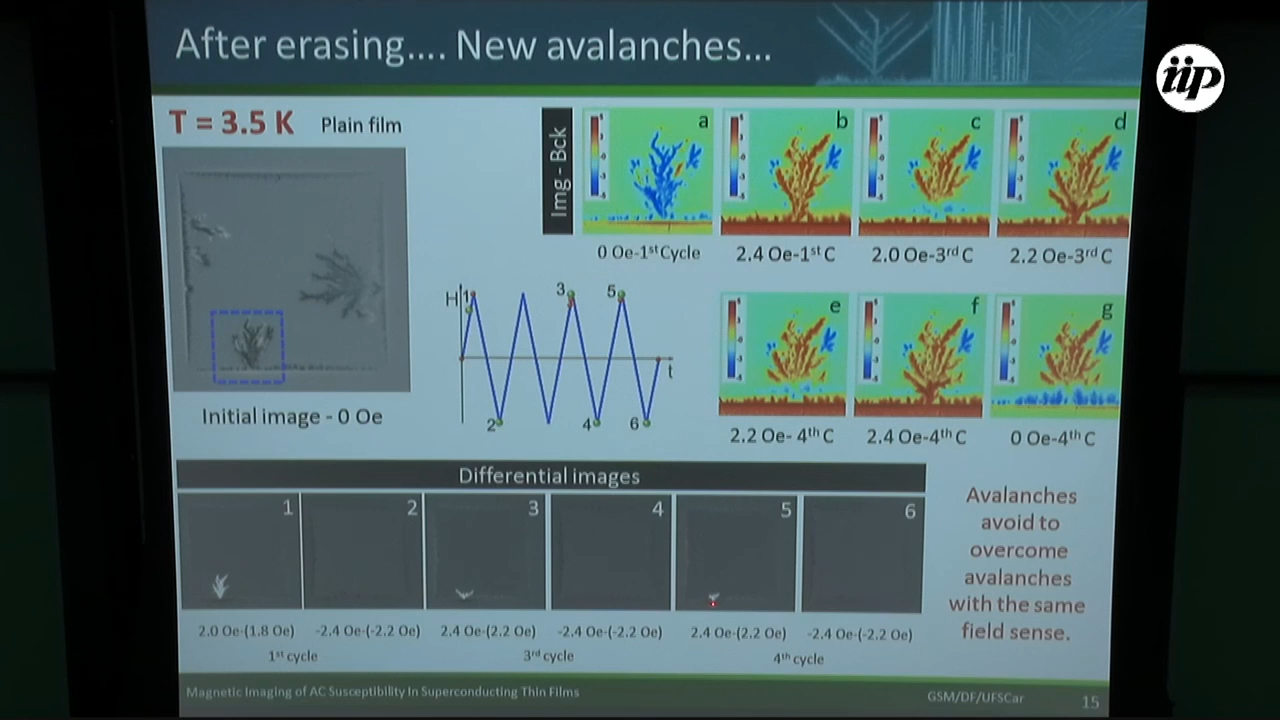 After erasing.... New avalanches...
iip
T = 3.5 K Plain film
Img - Bck
a
b
c
d
0 Oe-1st Cycle
2.4 Oe-1st C
2.0 Oe-3rd C
2.2 Oe-3rd C
H
1
3
5
t
2
4
6
e
f
g
Initial image - 0 Oe
2.2 Oe- 4th C
2.4 Oe-4th C
0 Oe-4th C
Differential images
1
2
3
4
5
6
2.0 Oe-(1.8 Oe)
-2.4 Oe-(-2.2 Oe)
2.4 Oe-(2.2 Oe)
-2.4 Oe-(-2.2 Oe)
2.4 Oe-(2.2 Oe)
-2.4 Oe-(-2.2 Oe)
1st cycle
3rd cycle
4th cycle
Avalanches
avoid to
overcome
avalanches
with the same
field sense.
Magnetic Imaging of AC Susceptibility In Superconducting Thin Films
GSM/DF/UFSCar
15